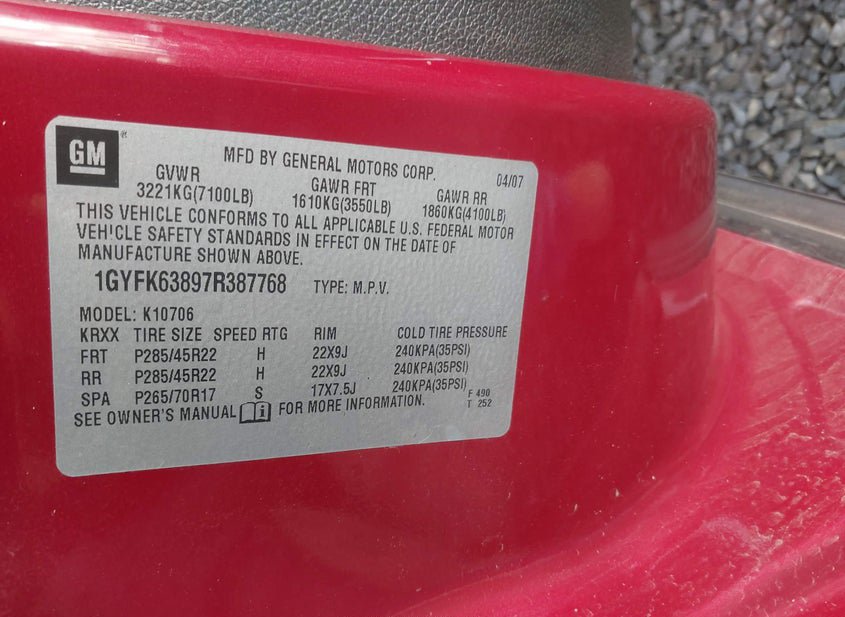 GM ®
MFD BY GENERAL MOTORS CORP. 04/07
GVWR GAWR FRT GAWR RR
3221KG(7100LB) 1610KG(3550LB) 1860KG(4100LB)
THIS VEHICLE CONFORMS TO ALL APPLICABLE U.S. FEDERAL MOTOR
VEHICLE SAFETY STANDARDS IN EFFECT ON THE DATE OF
MANUFACTURE SHOWN ABOVE.
1GYFK63897R387768 TYPE: M.P.V.
MODEL: K10706
KRXX TIRE SIZE SPEED RTG RIM COLD TIRE PRESSURE
FRT P285/45R22 H 22X9J 240KPA(35PSI)
RR P285/45R22 H 22X9J 240KPA(35PSI)
SPA P265/70R17 S 17X7.5J 240KPA(35PSI)
SEE OWNER'S MANUAL FOR MORE INFORMATION.
F 490
T 252